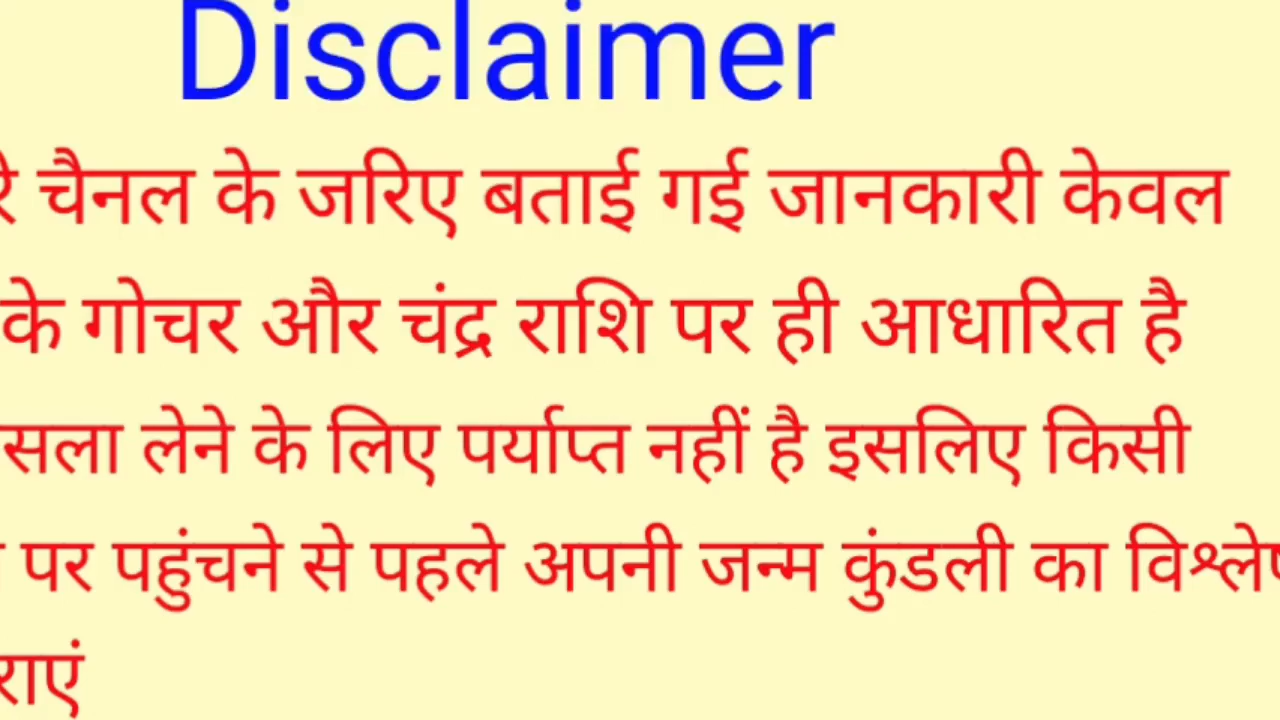 Disclaimer
चैनल के जरिए बताई गई जानकारी केवल
के गोचर और चंद्र राशि पर ही आधारित है
लेने के लिए पर्याप्त नहीं है इसलिए किसी
पर पहुंचने से पहले अपनी जन्म कुंडली का